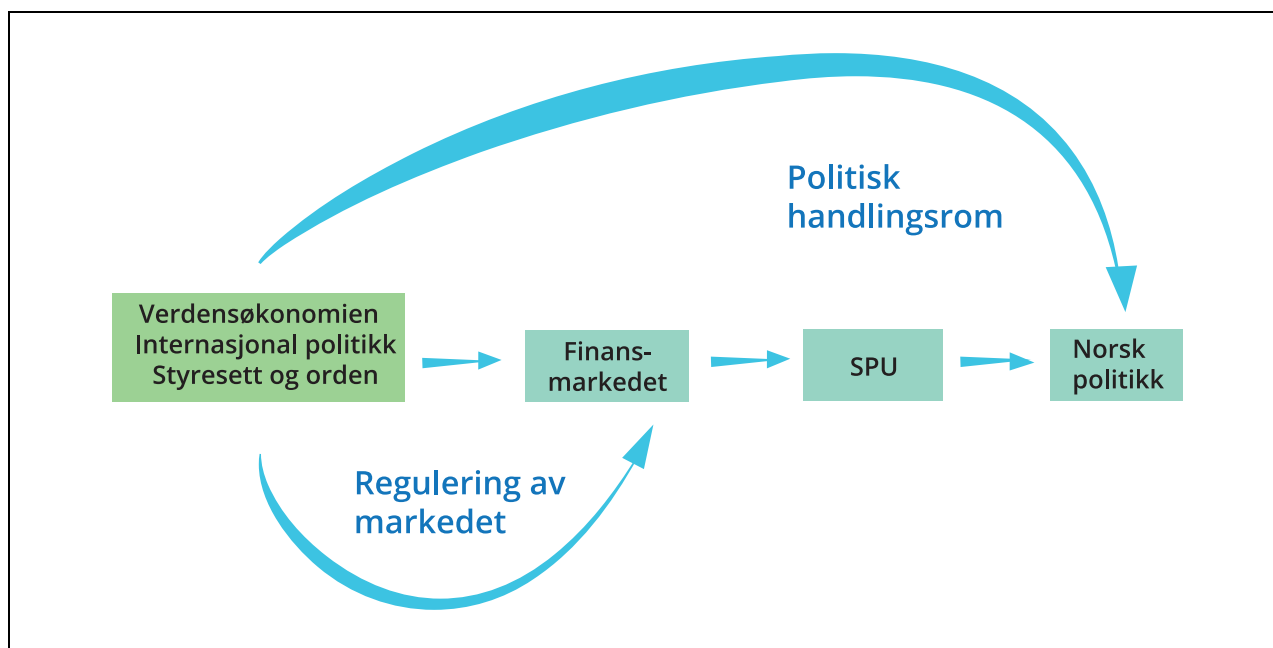 Politisk
handlingsrom
Verdensøkonomien
Internasjonal politikk
Styresett og orden
Finans-
markedet
SPU
Norsk
politikk
Regulering av
markedet